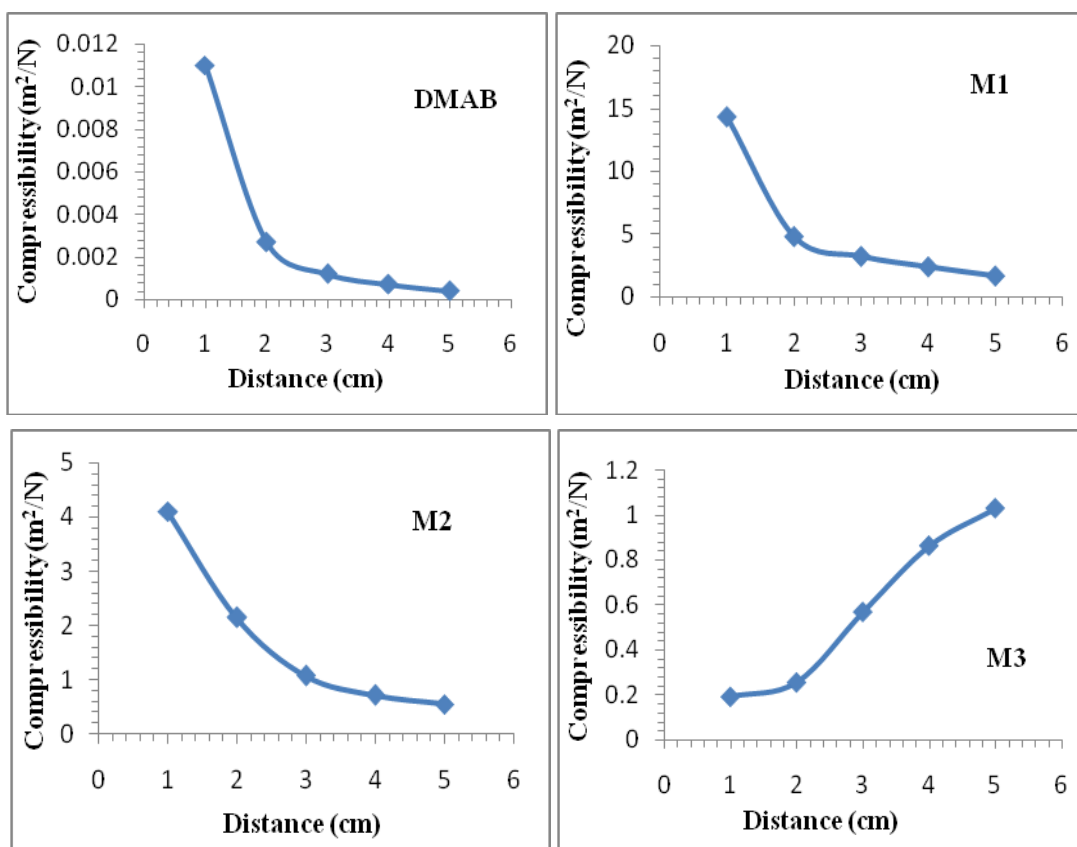 Compressibility(m²/N)
0.012
0.01
0.008
0.006
0.004
0.002
0
DMAB
0 1 2 3 4 5 6
Distance (cm)
Compressibility(m²/N)
20
15
10
5
0
M1
0 1 2 3 4 5 6
Distance (cm)
Compressibility(m²/N)
5
4
3
2
1
0
M2
0 1 2 3 4 5 6
Distance (cm)
Compressibility(m²/N)
1.2
1
0.8
0.6
0.4
0.2
0
M3
0 1 2 3 4 5 6
Distance (cm)